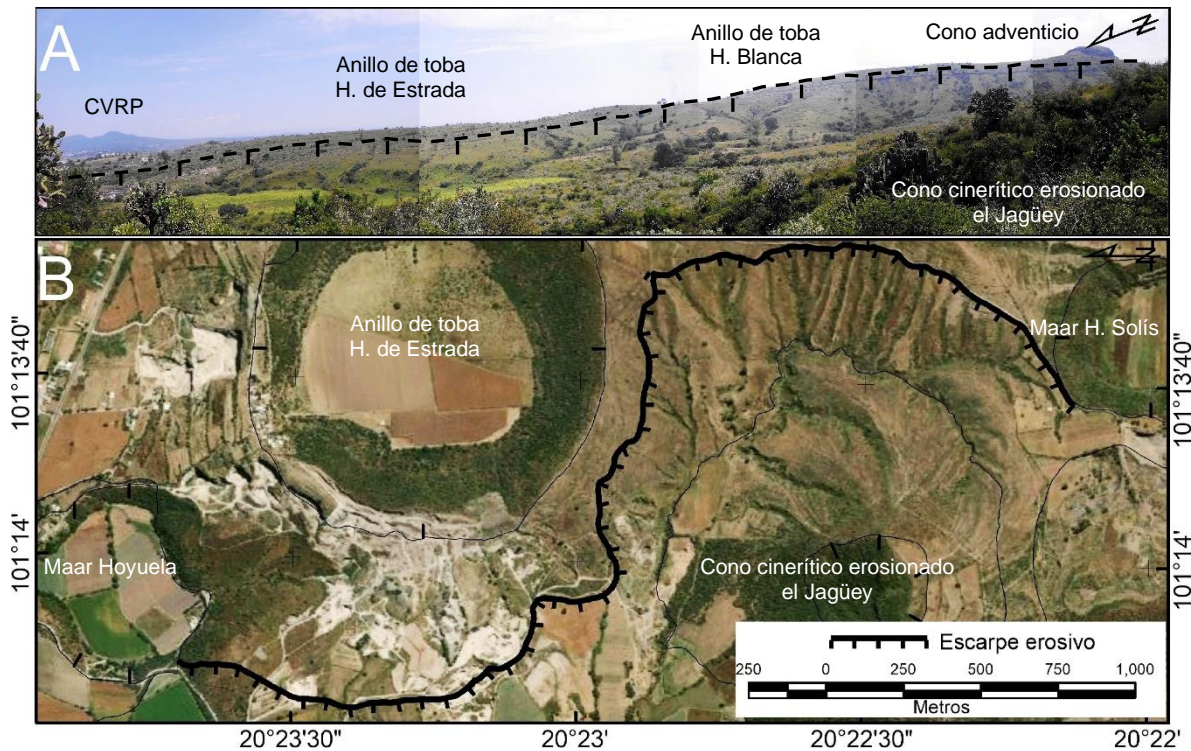 A
CVRP
Anillo de toba
H. de Estrada
Anillo de toba
H. Blanca
Cono adventicio
N
Cono cinerítico erosionado
el Jagüey
B
N
Anillo de toba
H. de Estrada
Maar H. Solís
Maar Hoyuela
Cono cinerítico erosionado
el Jagüey
Escarpe erosivo
250 0 250 500 750 1,000
Metros
101°13'40"
101°14'
101°13'40"
101°14'
20°23'30" 20°23' 20°22'30" 20°22'